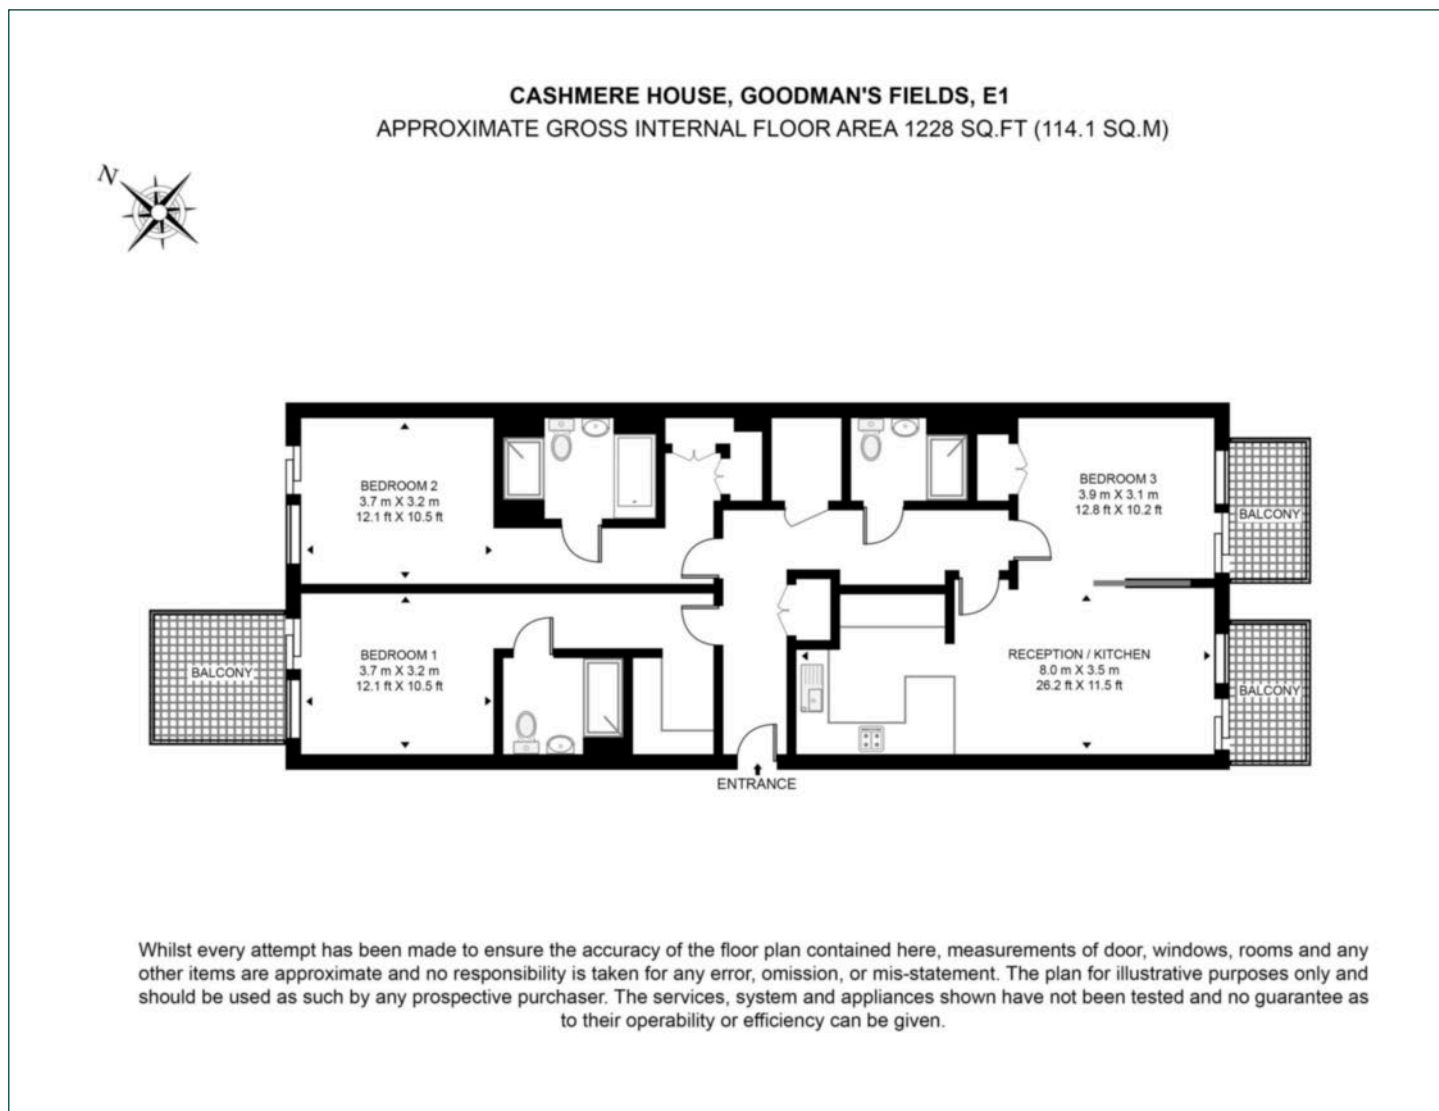 CASHMERE HOUSE, GOODMAN'S FIELDS, E1
APPROXIMATE GROSS INTERNAL FLOOR AREA 1228 SQ.FT (114.1 SQ.M)
N
BEDROOM 2
3.7 m X 3.2 m
12.1 ft X 10.5 ft
BEDROOM 3
3.9 m X 3.1 m
12.8 ft X 10.2 ft
BALCONY
BALCONY
BEDROOM 1
3.7 m X 3.2 m
12.1 ft X 10.5 ft
RECEPTION / KITCHEN
8.0 m X 3.5 m
26.2 ft X 11.5 ft
BALCONY
ENTRANCE
Whilst every attempt has been made to ensure the accuracy of the floor plan contained here, measurements of door, windows, rooms and any
other items are approximate and no responsibility is taken for any error, omission, or mis-statement. The plan for illustrative purposes only and
should be used as such by any prospective purchaser. The services, system and appliances shown have not been tested and no guarantee as
to their operability or efficiency can be given.